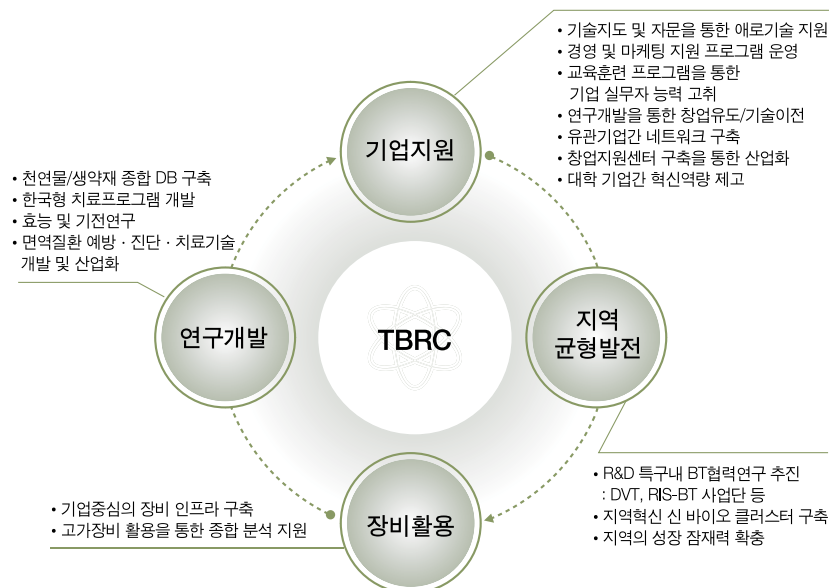 • 기술지도 및 자문을 통한 애로기술 지원
• 경영 및 마케팅 지원 프로그램 운영
• 교육훈련 프로그램을 통한
기업 실무자 능력 고취
• 연구개발을 통한 창업유도/기술이전
• 유관기업간 네트워크 구축
• 창업지원센터 구축을 통한 산업화
• 대학 기업간 혁신역량 제고
기업지원
• 천연물/생약재 종합 DB 구축
• 한국형 치료프로그램 개발
• 효능 및 기전연구
• 면역질환 예방 · 진단 · 치료기술
개발 및 산업화
연구개발
TBRC
지역
균형발전
• R&D 특구내 BT협력연구 추진
: DVT, RIS-BT 사업단 등
• 지역혁신 신 바이오 클러스터 구축
• 지역의 성장 잠재력 확충
• 기업중심의 장비 인프라 구축
• 고가장비 활용을 통한 종합 분석 지원
장비활용